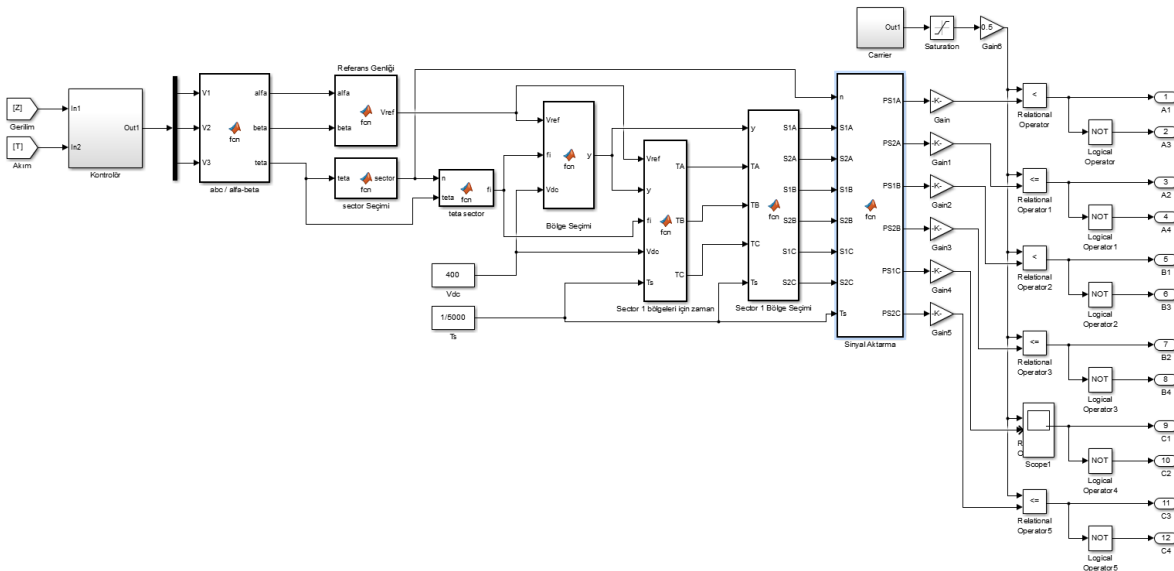 [Z]
Gerilim
[T]
Akım
In1
In2
Out1
Kontrolör
V1
V2
V3
fcn
alfa
beta
teta
abc / alfa-beta
Referans Genliği
alfa
beta
fcn
Vref
teta
fcn
sector
sector Seçimi
n
teta
fcn
fi
teta sector
Vref
fi
Vdc
fcn
y
Bölge Seçimi
400
Vdc
1/5000
Ts
Vref
y
fi
Vdc
Ts
fcn
TA
TB
TC
Sector 1 bölgeleri için zaman
y
TA
TB
TC
Ts
fcn
S1A
S2A
S1B
S2B
S1C
S2C
Sector 1 Bölge Seçimi
n
S1A
S2A
S1B
S2B
S1C
S2C
Ts
fcn
PS1A
PS2A
PS1B
PS2B
PS1C
PS2C
Sinyal Aktarma
Out1
Carrier
Saturation
0.5
Gain6
-K-
Gain
-K-
Gain1
-K-
Gain2
-K-
Gain3
-K-
Gain4
-K-
Gain5
<
Relational
Operator
NOT
Logical
Operator
1
A1
2
A3
<=
Relational
Operator1
NOT
Logical
Operator1
3
A2
4
A4
<
Relational
Operator2
NOT
Logical
Operator2
5
B1
6
B3
<=
Relational
Operator3
NOT
Logical
Operator3
7
B2
8
B4
Scope1
NOT
Logical
Operator4
9
C1
10
C2
<=
Relational
Operator5
NOT
Logical
Operator5
11
C3
12
C4